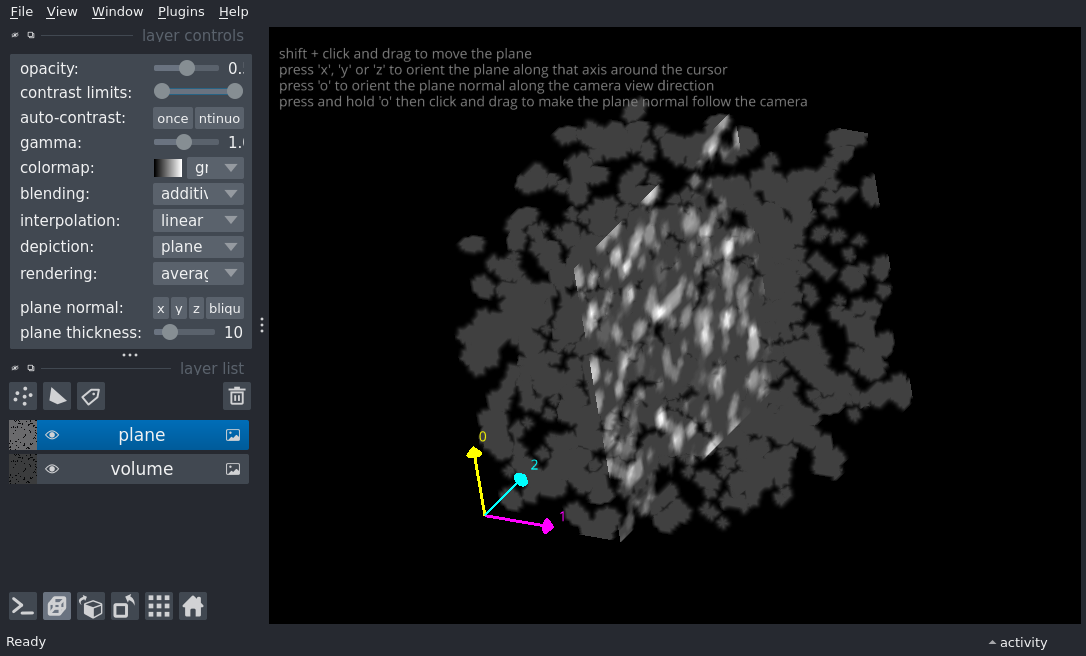 File View Window Plugins Help
layer controls
opacity: 0.
contrast limits:
auto-contrast: once ntinuo
gamma: 1.
colormap: gr
blending: additiv
interpolation: linear
depiction: plane
rendering: averag
plane normal: x y z bliqu
plane thickness: 10
layer list
plane
volume
shift + click and drag to move the plane
press 'x', 'y' or 'z' to orient the plane along that axis around the cursor
press 'o' to orient the plane normal along the camera view direction
press and hold 'o' then click and drag to make the plane normal follow the camera
0
2
1
Ready
activity